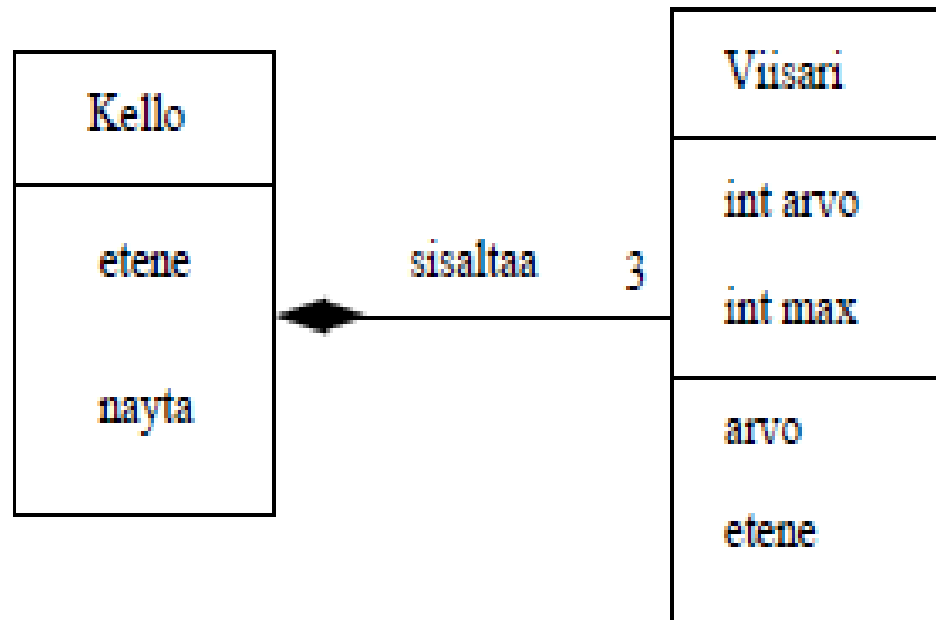 Kello
etene
nayta
sisaltaa
3
Viisari
int arvo
int max
arvo
etene